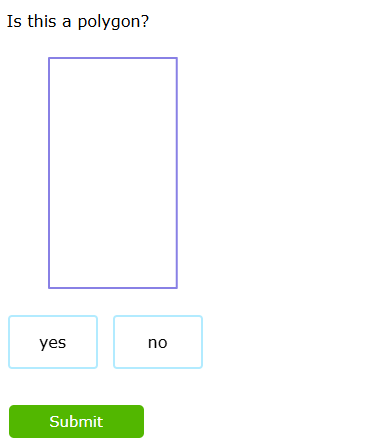 Is this a polygon?
yes
no
Submit